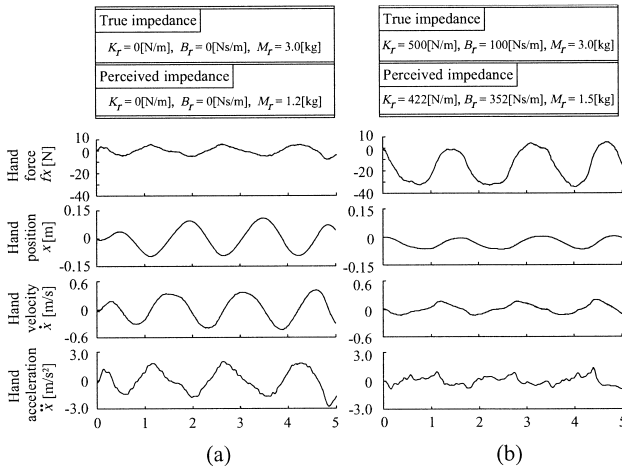 True impedance
K_r = 0[N/m], B_r = 0[Ns/m], M_r = 3.0[kg]
Perceived impedance
K_r = 0[N/m], B_r = 0[Ns/m], M_r = 1.2[kg]
True impedance
K_r = 500[N/m], B_r = 100[Ns/m], M_r = 3.0[kg]
Perceived impedance
K_r = 422[N/m], B_r = 352[Ns/m], M_r = 1.5[kg]
Hand
force
fx [N]
10
0
-20
-40
10
0
-20
-40
Hand
position
x [m]
0.15
0
-0.15
0.15
0
-0.15
Hand
velocity
ẋ [m/s]
0.6
0
-0.6
0.6
0
-0.6
Hand
acceleration
ẍ [m/s²]
3.0
0
-3.0
3.0
0
-3.0
0 1 2 3 4 5
0 1 2 3 4 5
(a)
(b)